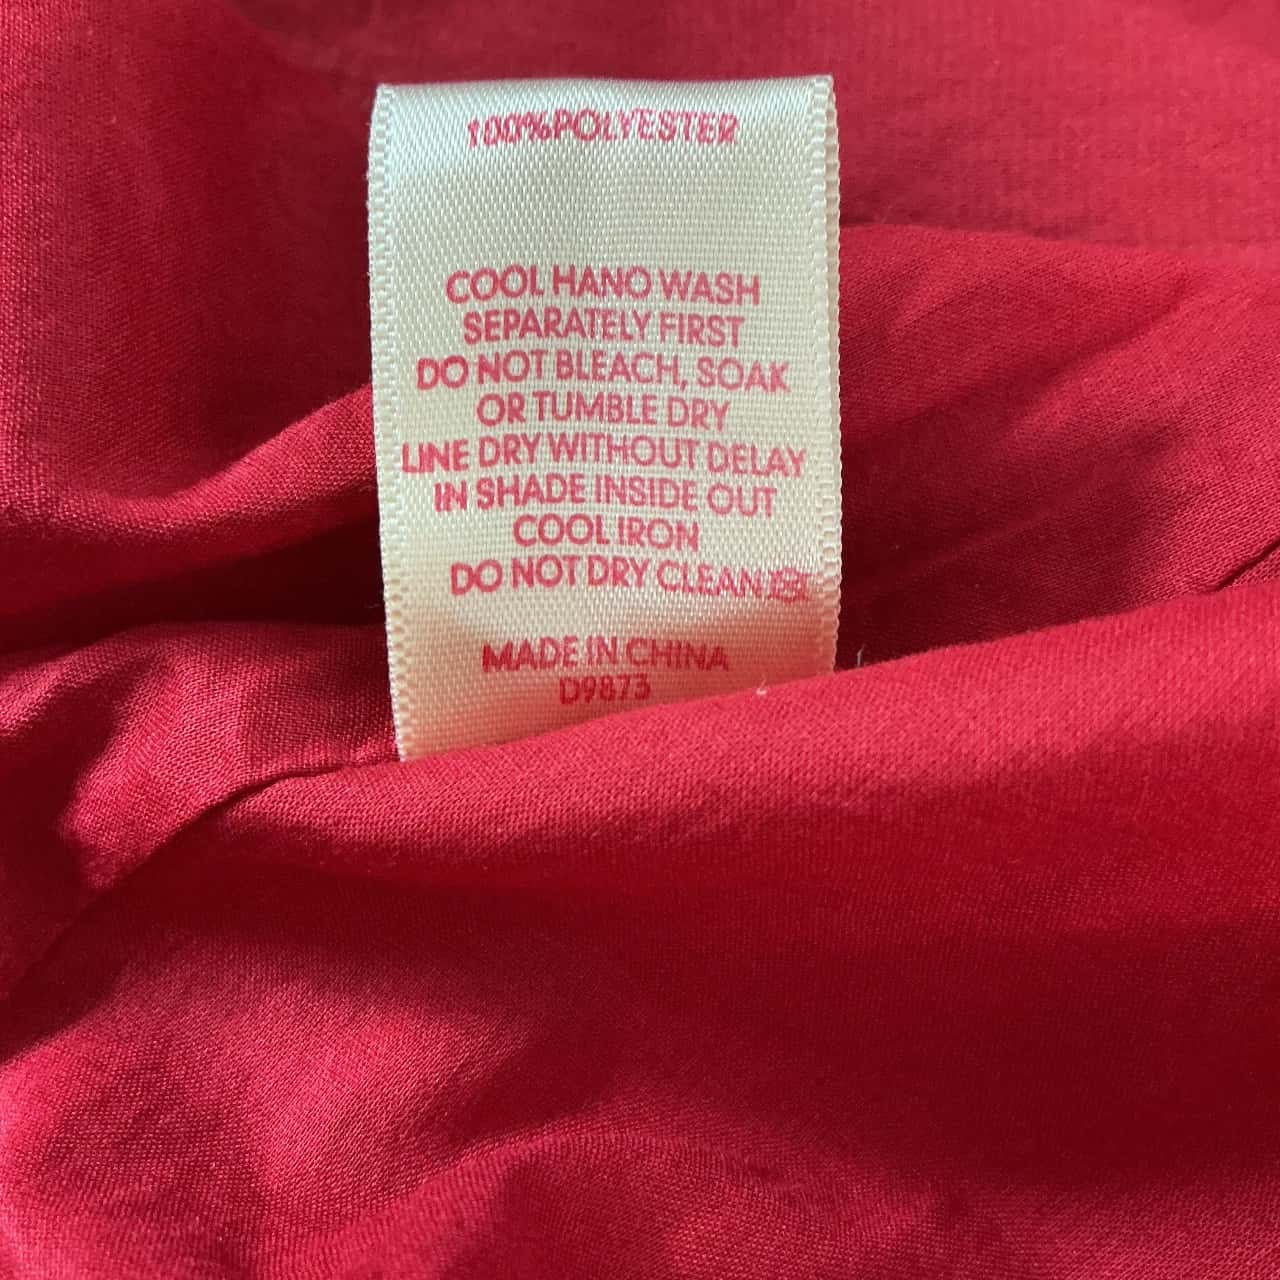 100%POLYESTER
COOL HAND WASH
SEPARATELY FIRST
DO NOT BLEACH, SOAK
OR TUMBLE DRY
LINE DRY WITHOUT DELAY
IN SHADE INSIDE OUT
COOL IRON
DO NOT DRY CLEAN
MADE IN CHINA
D9873